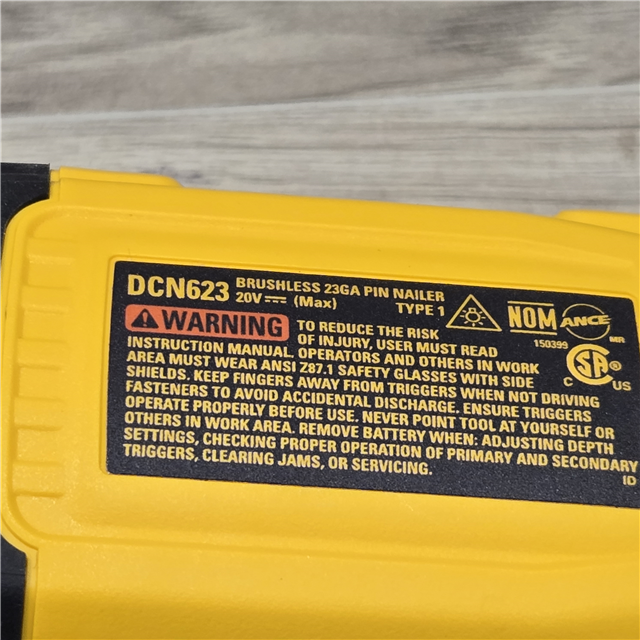 DCN623 BRUSHLESS 23GA PIN NAILER
20V (Max) TYPE 1
NOM ANCE MR
150399
C SA US
WARNING TO REDUCE THE RISK
OF INJURY, USER MUST READ
INSTRUCTION MANUAL. OPERATORS AND OTHERS IN WORK
AREA MUST WEAR ANSI Z87.1 SAFETY GLASSES WITH SIDE
SHIELDS. KEEP FINGERS AWAY FROM TRIGGERS WHEN NOT DRIVING
FASTENERS TO AVOID ACCIDENTAL DISCHARGE. ENSURE TRIGGERS
OPERATE PROPERLY BEFORE USE. NEVER POINT TOOL AT YOURSELF OR
OTHERS IN WORK AREA. REMOVE BATTERY WHEN: ADJUSTING DEPTH
SETTINGS, CHECKING PROPER OPERATION OF PRIMARY AND SECONDARY
TRIGGERS, CLEARING JAMS, OR SERVICING.
ID